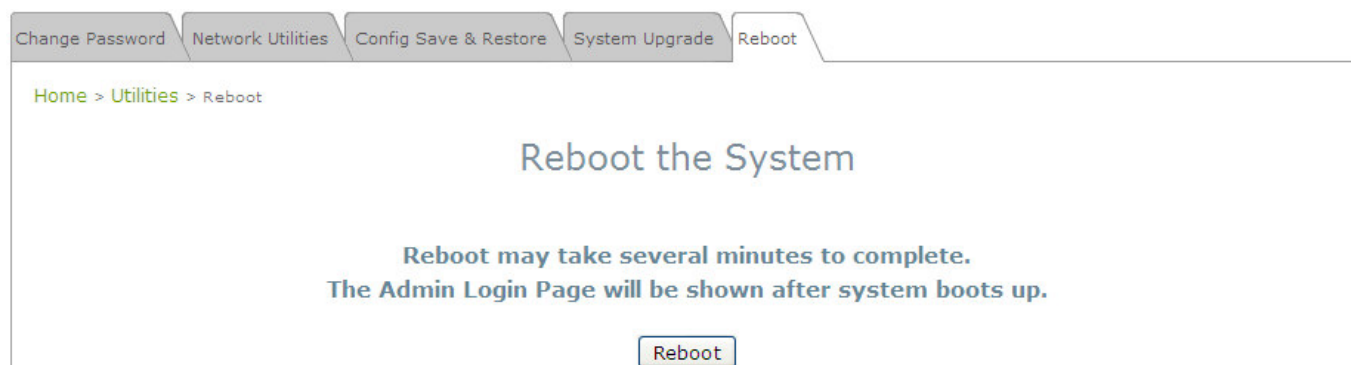 Change Password Network Utilities Config Save & Restore System Upgrade Reboot
Home > Utilities > Reboot
Reboot the System
Reboot may take several minutes to complete.
The Admin Login Page will be shown after system boots up.
Reboot